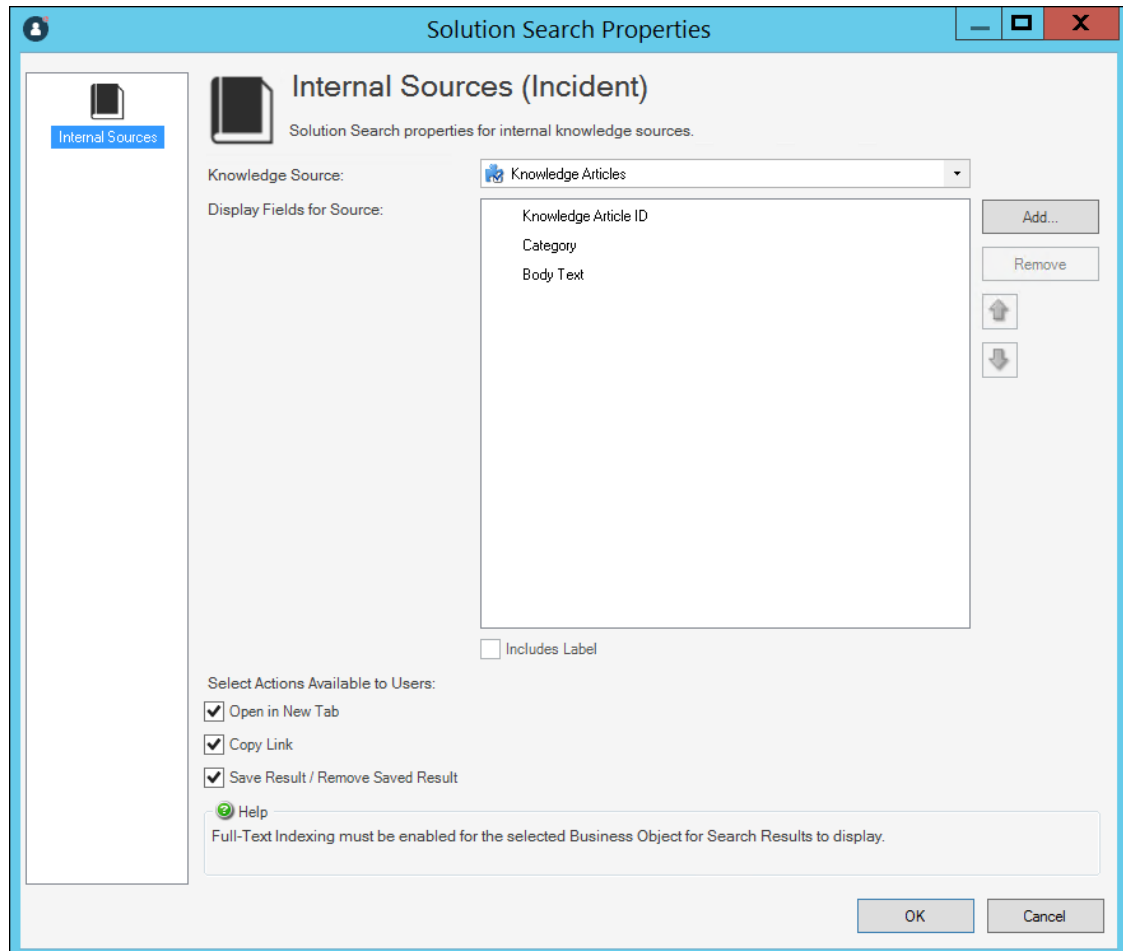 Solution Search Properties
X
Internal Sources
Internal Sources (Incident)
Solution Search properties for internal knowledge sources.
Knowledge Source:
Knowledge Articles
Display Fields for Source:
Knowledge Article ID
Category
Body Text
Add...
Remove
Includes Label
Select Actions Available to Users:
Open in New Tab
Copy Link
Save Result / Remove Saved Result
Help
Full-Text Indexing must be enabled for the selected Business Object for Search Results to display.
OK
Cancel